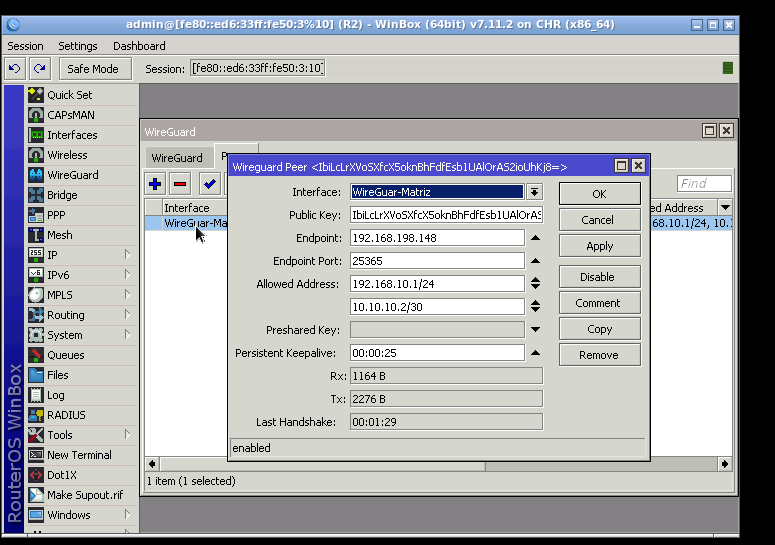 admin@[fe80::ed6:33ff:fe50:3%10] (R2) - WinBox (64bit) v7.11.2 on CHR (x86_64)
Session Settings Dashboard
Safe Mode Session: [fe80::ed6:33ff:fe50:3:10]
RouterOS WinBox
Quick Set
CAPsMAN
Interfaces
Wireless
WireGuard
Bridge
PPP
Mesh
IP
IPv6
MPLS
Routing
System
Queues
Files
Log
RADIUS
Tools
New Terminal
Dot1X
Make Supout.rif
Windows
WireGuard
WireGuard
Find
Interface ed Address
WireGuar-Ma 68.10.1/24, 10.1
1 item (1 selected)
Wireguard Peer <IbiLcLrXVoSXfcX5oknBhFdfEsb1UAlOrAS2ioUhKj8=>
Interface: WireGuar-Matriz
Public Key: IbiLcLrXVoSXfcX5oknBhFdfEsb1UAlOrAS
Endpoint: 192.168.198.148
Endpoint Port: 25365
Allowed Address: 192.168.10.1/24
10.10.10.2/30
Preshared Key:
Persistent Keepalive: 00:00:25
Rx: 1164 B
Tx: 2276 B
Last Handshake: 00:01:29
enabled
OK
Cancel
Apply
Disable
Comment
Copy
Remove